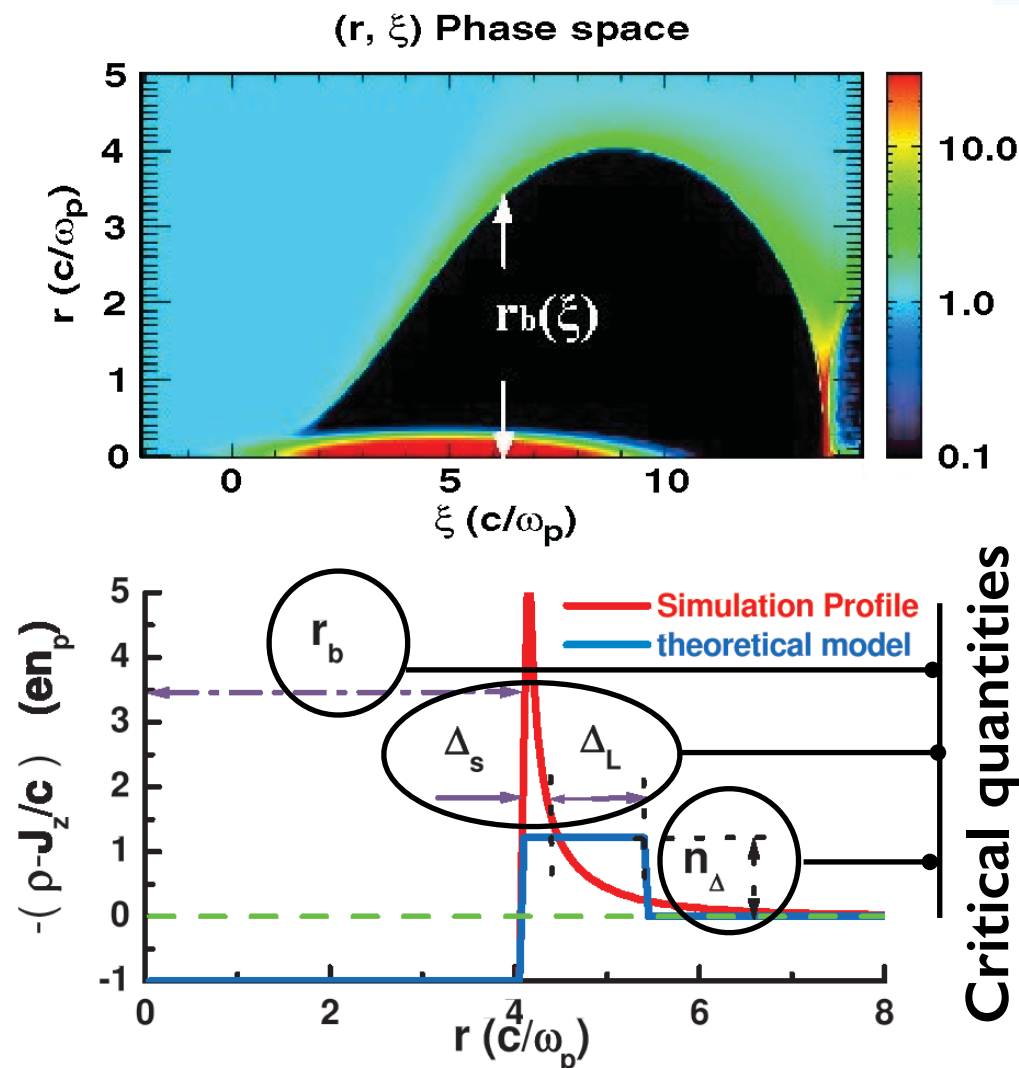 (r, ξ) Phase space
r (c/ω_p)
5
4
3
2
1
0
r_b(ξ)
10.0
1.0
0.1
0
5
10
ξ (c/ω_p)
-( ρ-J_z/c ) (en_p)
5
4
3
2
1
0
-1
Simulation Profile
theoretical model
r_b
Δ_s
Δ_L
n_Δ
0
2
4
6
8
r (c/ω_p)
Critical quantities